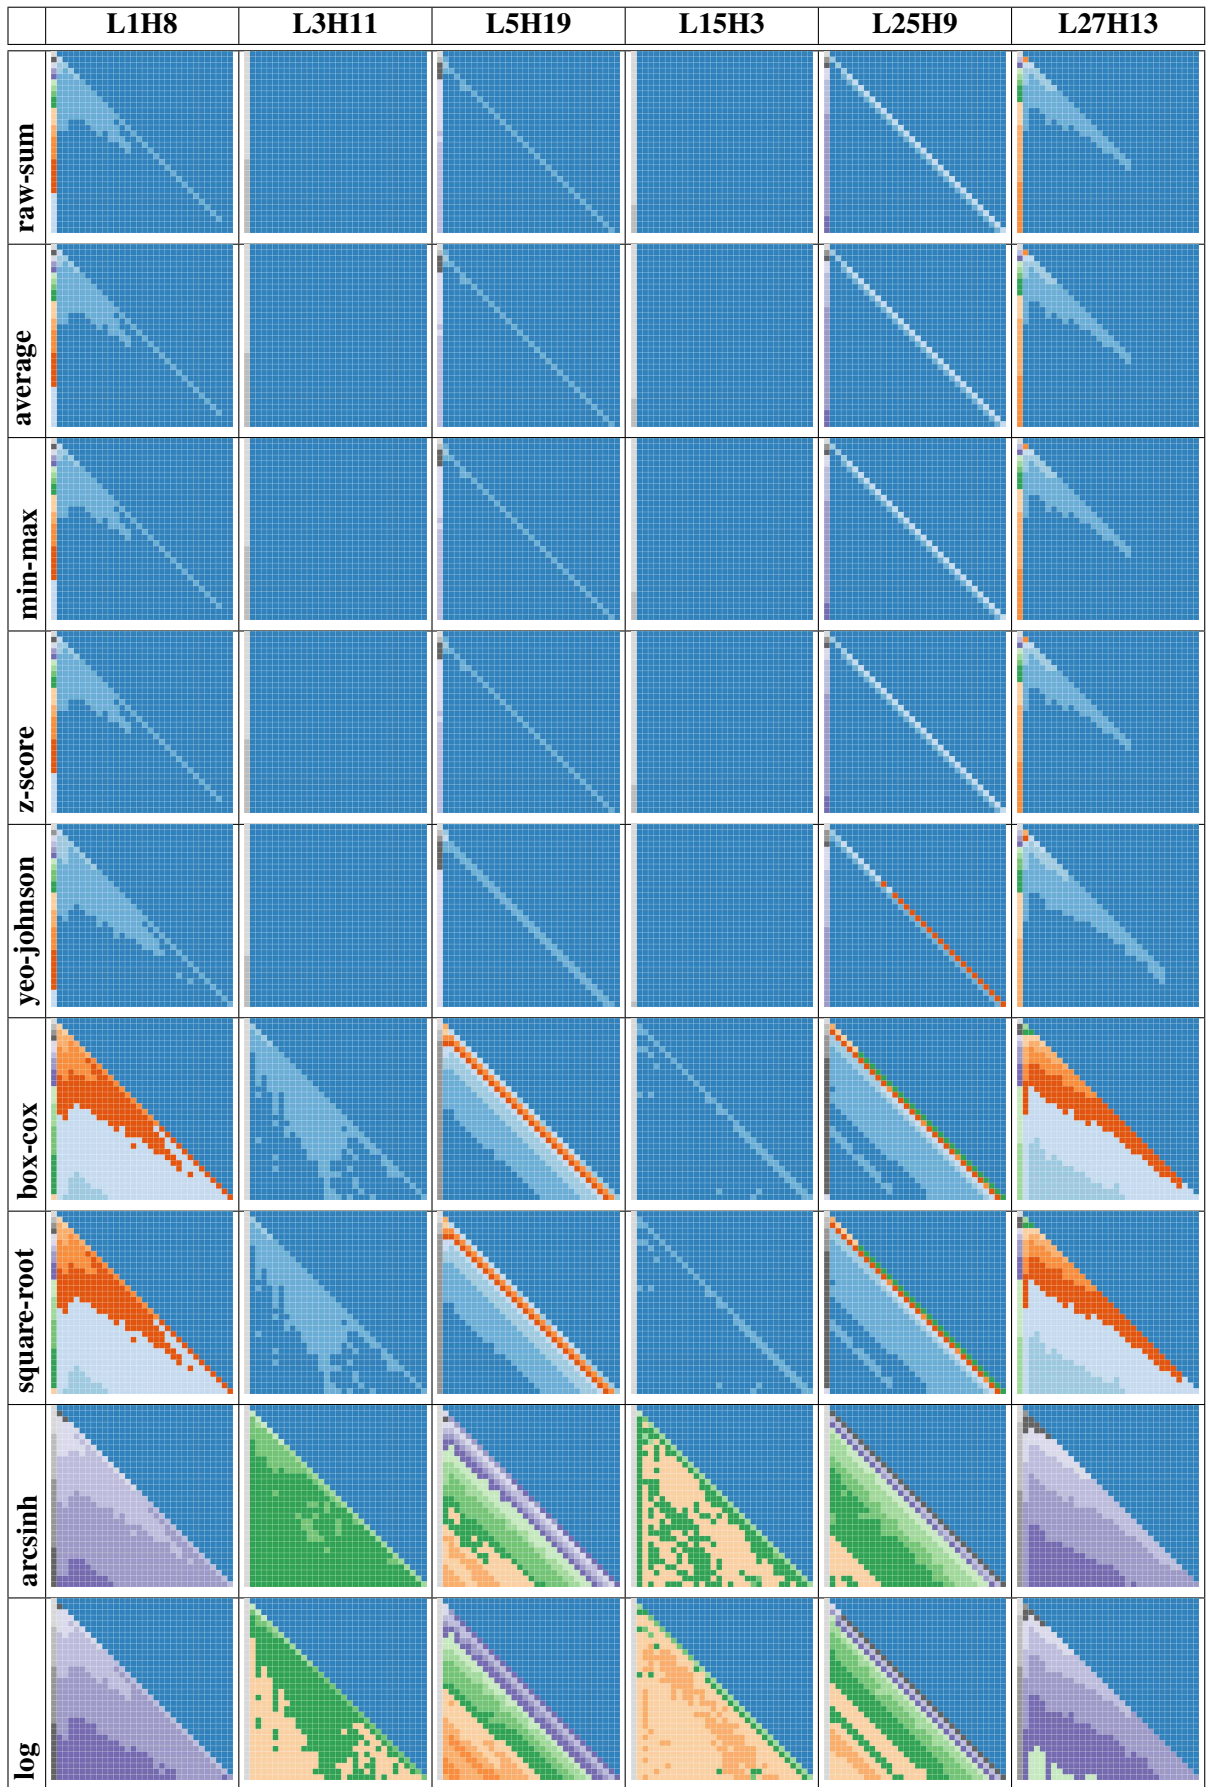 L1H8 L3H11 L5H19 L15H3 L25H9 L27H13
raw-sum
average
min-max
z-score
yeo-johnson
box-cox
square-root
arcsinh
log